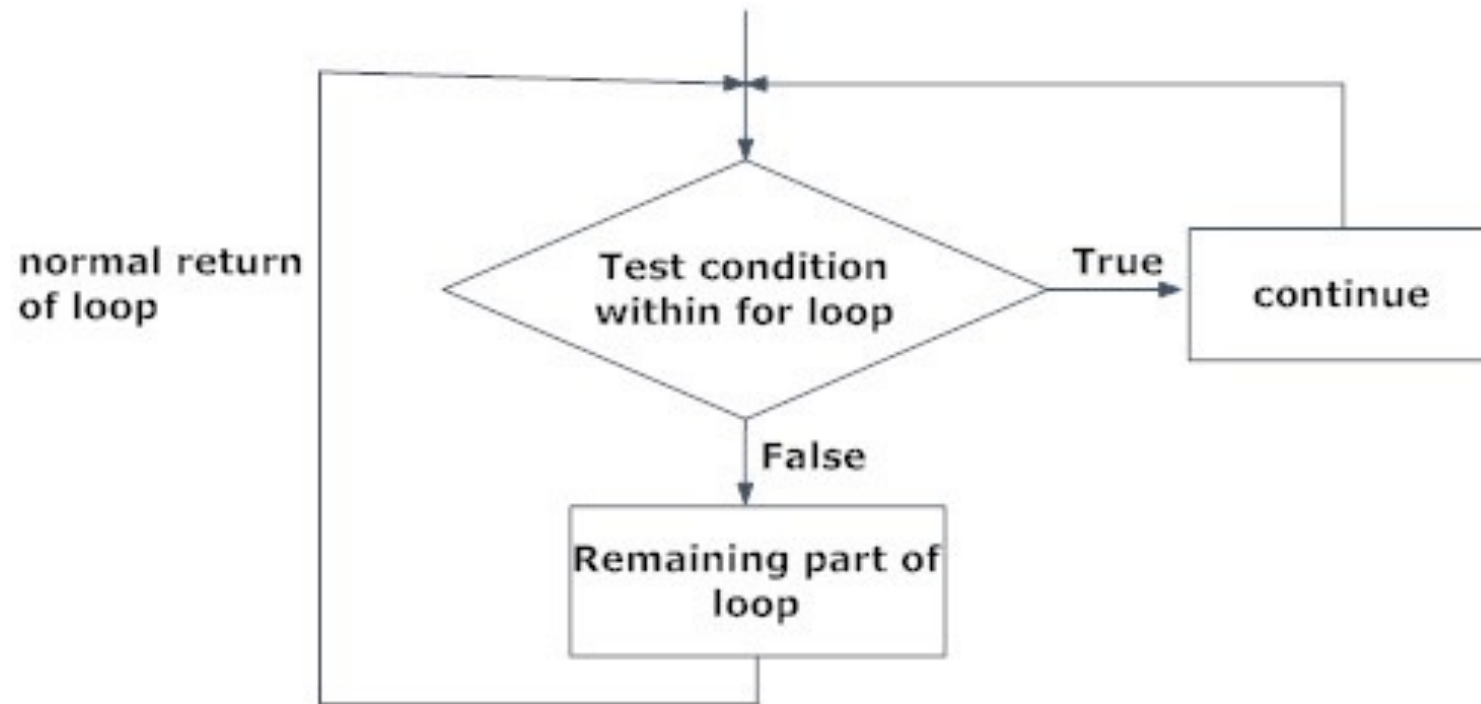 normal return
of loop
Test condition
within for loop
True
continue
False
Remaining part of
loop